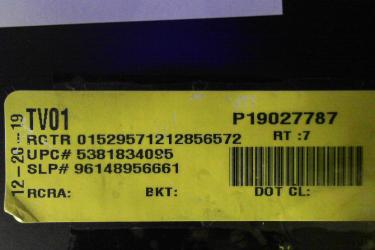 12-20-19
TV01 P19027787
RCTR 01529571212856572 RT :7
UPC# 5381834095
SLP# 96148956661
RCRA: BKT: DOT CL: